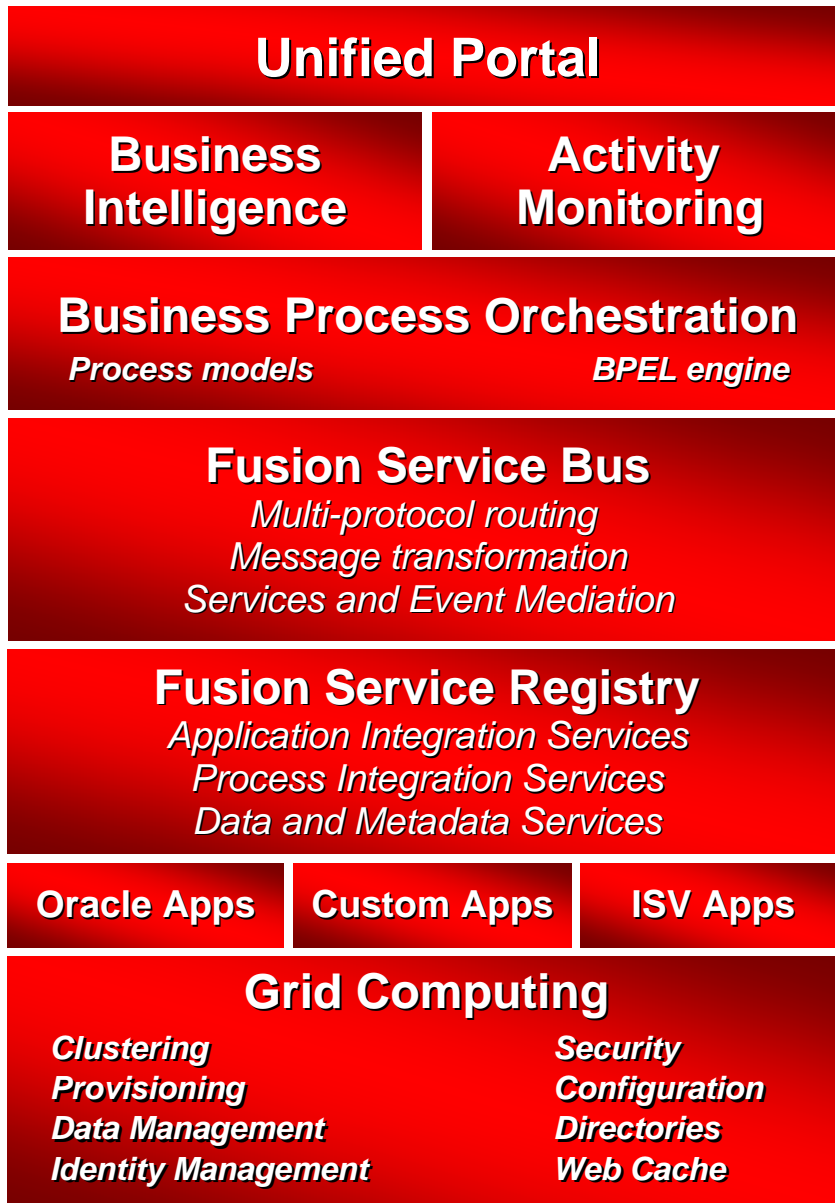 Unified Portal
Business
Intelligence
Activity
Monitoring
Business Process Orchestration
Process models
BPEL engine
Fusion Service Bus
Multi-protocol routing
Message transformation
Services and Event Mediation
Fusion Service Registry
Application Integration Services
Process Integration Services
Data and Metadata Services
Oracle Apps
Custom Apps
ISV Apps
Grid Computing
Clustering
Provisioning
Data Management
Identity Management
Security
Configuration
Directories
Web Cache